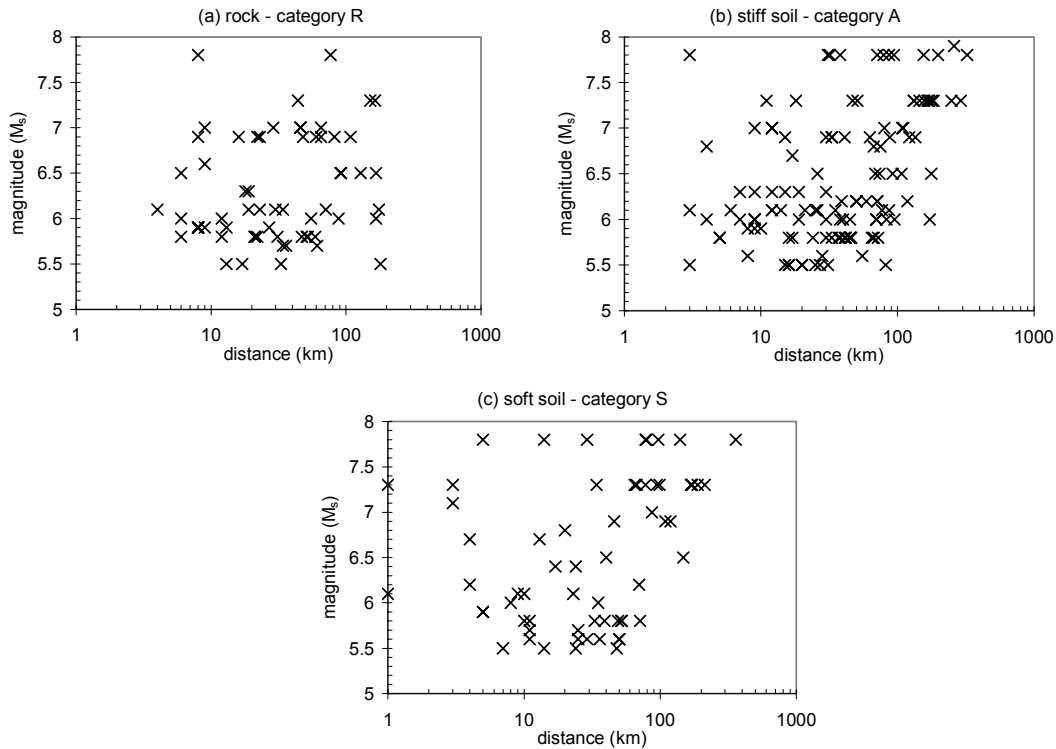 (a) rock - category R
8
7.5
7
6.5
6
5.5
5
magnitude (Ms)
1 10 100 1000
distance (km)
(b) stiff soil - category A
8
7.5
7
6.5
6
5.5
5
magnitude (Ms)
1 10 100 1000
distance (km)
(c) soft soil - category S
8
7.5
7
6.5
6
5.5
5
magnitude (Ms)
1 10 100 1000
distance (km)